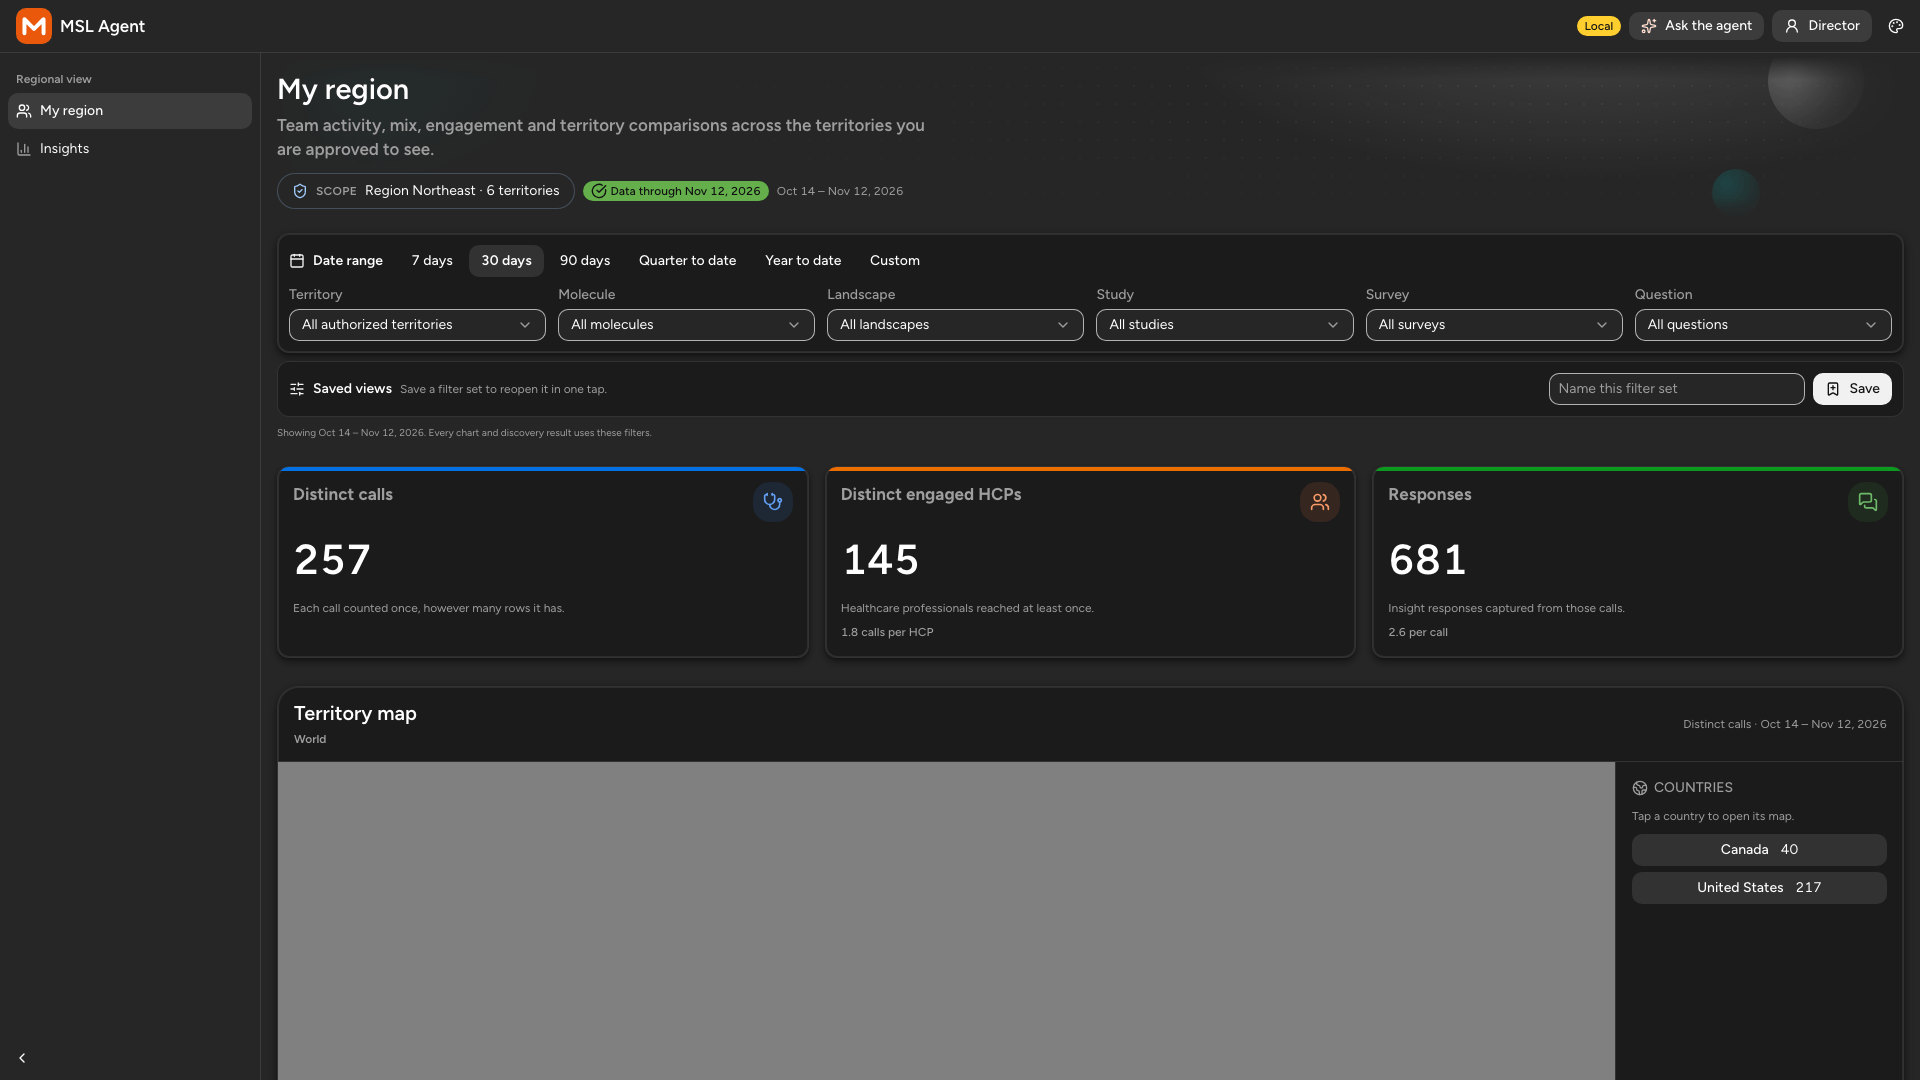 MSL Agent
Local
Ask the agent
Director
Regional view
My region
Insights
My region
Team activity, mix, engagement and territory comparisons across the territories you
are approved to see.
SCOPE Region Northeast · 6 territories
Data through Nov 12, 2026
Oct 14 – Nov 12, 2026
Date range
7 days
30 days
90 days
Quarter to date
Year to date
Custom
Territory
All authorized territories
Molecule
All molecules
Landscape
All landscapes
Study
All studies
Survey
All surveys
Question
All questions
Saved views
Save a filter set to reopen it in one tap.
Name this filter set
Save
Showing Oct 14 – Nov 12, 2026. Every chart and discovery result uses these filters.
Distinct calls
257
Each call counted once, however many rows it has.
Distinct engaged HCPs
145
Healthcare professionals reached at least once.
1.8 calls per HCP
Responses
681
Insight responses captured from those calls.
2.6 per call
Territory map
World
Distinct calls · Oct 14 – Nov 12, 2026
COUNTRIES
Tap a country to open its map.
Canada 40
United States 217